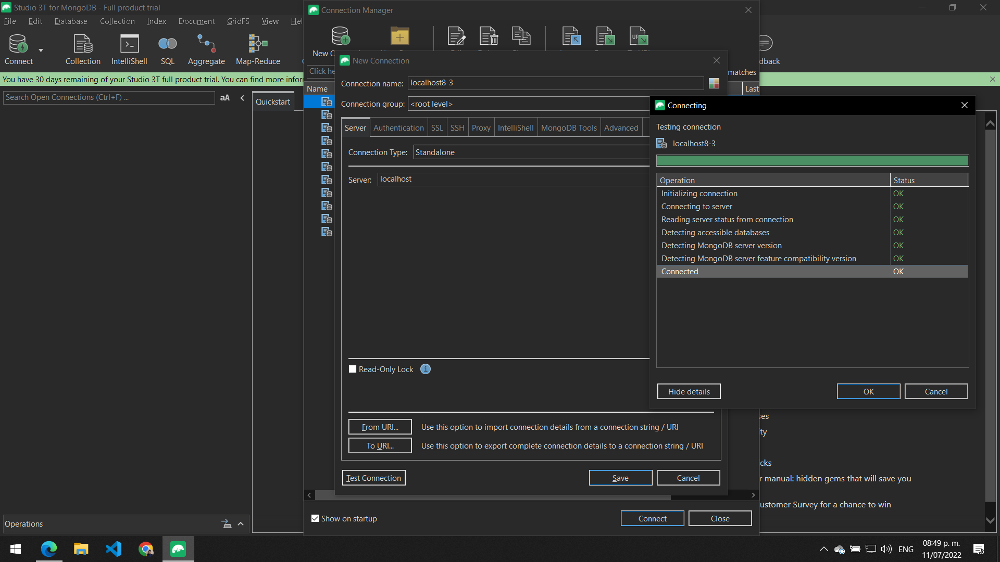 Studio 3T for MongoDB - Full product trial
File Edit Database Collection Index Document GridFS View
Connect
Collection
IntelliShell
SQL
Aggregate
Map-Reduce
You have 30 days remaining of your Studio 3T full product trial. You can find more
Search Open Connections (Ctrl+F) ...
aA
Quickstart
Operations
Connection Manager
New
Click
matches
Name
Last
New Connection
Connection name:
localhost8-3
Connection group:
<root level>
Server
Authentication
SSL
SSH
Proxy
IntelliShell
MongoDB Tools
Advanced
Connection Type:
Standalone
Server:
localhost
Read-Only Lock
From URI...
Use this option to import connection details from a connection string / URI
To URI...
Use this option to export complete connection details to a connection string / URI
Test Connection
Save
Cancel
Show on startup
Connect
Close
Connecting
Testing connection
localhost8-3
Operation Status
Initializing connection OK
Connecting to server OK
Reading server status from connection OK
Detecting accessible databases OK
Detecting MongoDB server version OK
Detecting MongoDB server feature compatibility version OK
Connected OK
Hide details
OK
Cancel
manual: hidden gems that will save you
Survey for a chance to win
ENG
08:49 p. m.
11/07/2022